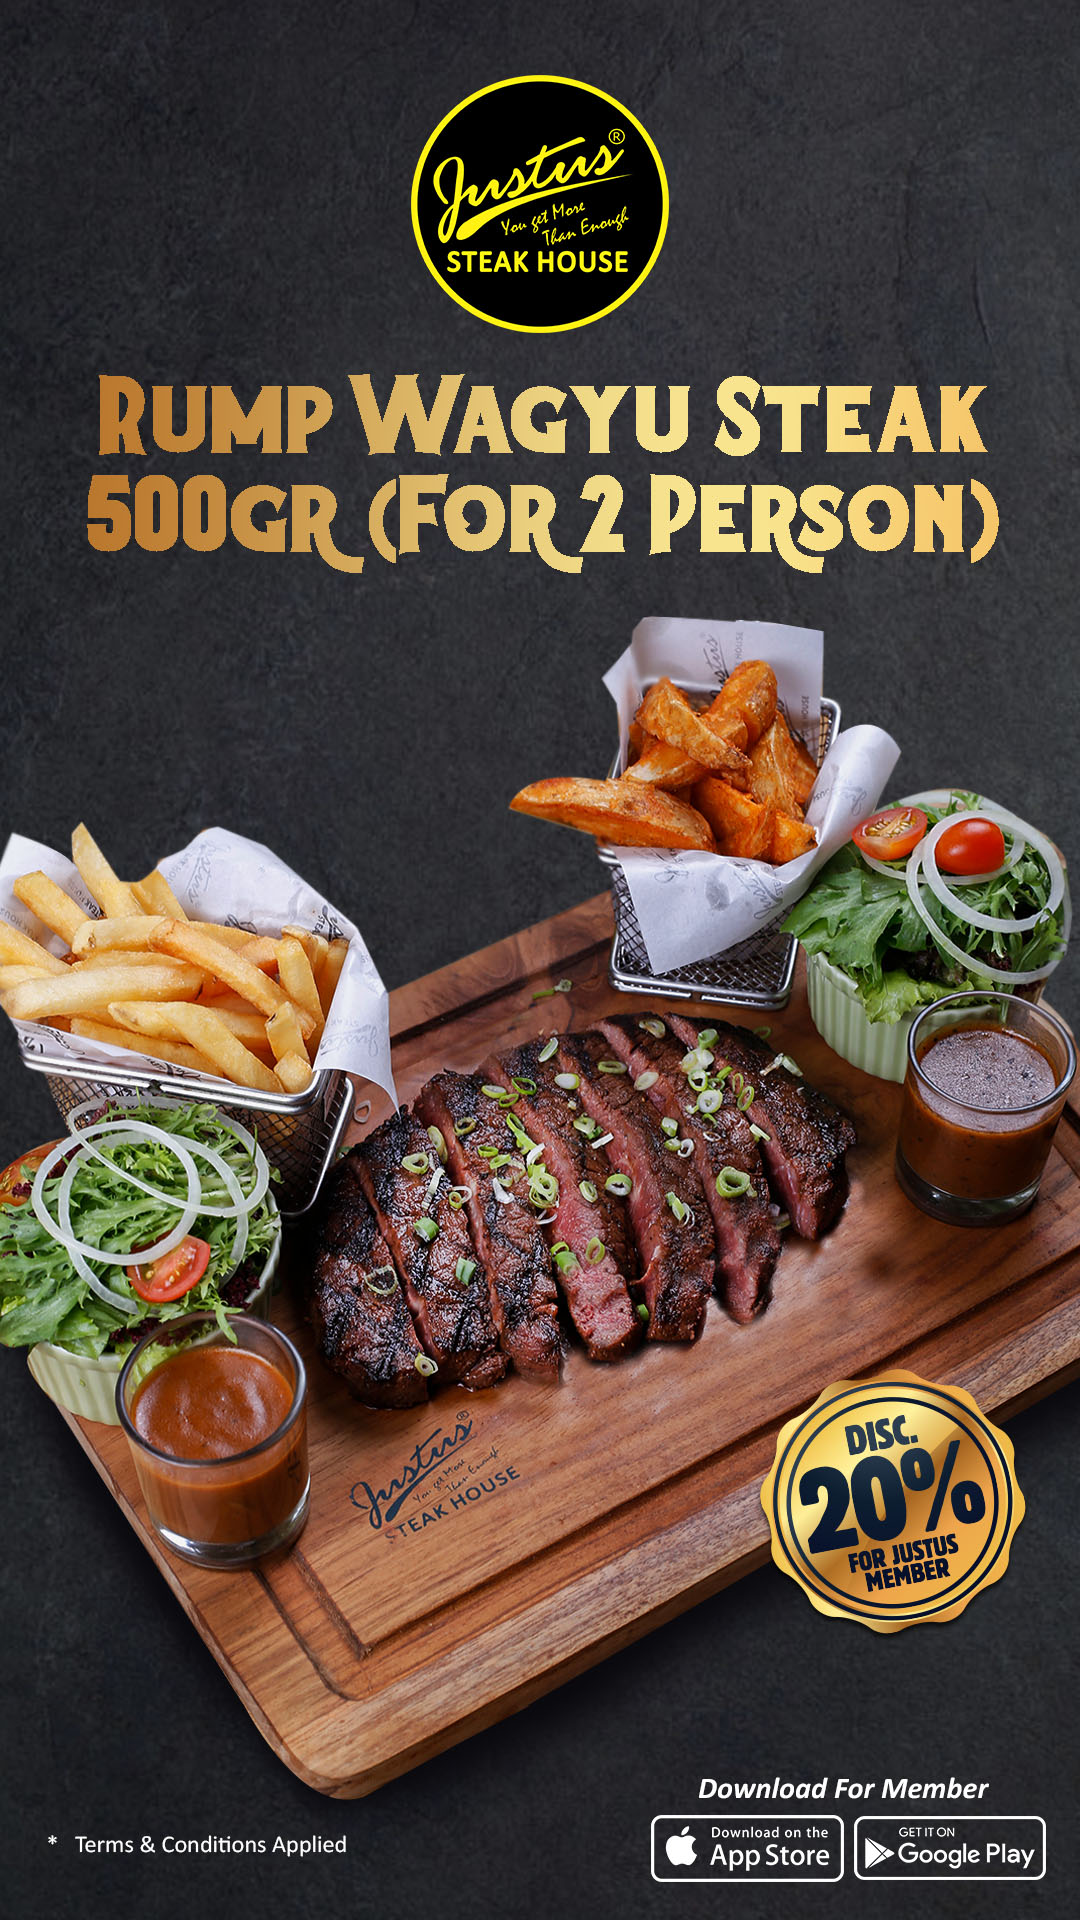 Justus®
You get More
Than Enough
STEAK HOUSE
RUMP WAGYU STEAK
500GR (FOR 2 PERSON)
Justus®
You get More
Than Enough
STEAK HOUSE
DISC.
20%
FOR JUSTUS
MEMBER
Download For Member
* Terms & Conditions Applied
Download on the
App Store
GET IT ON
Google Play